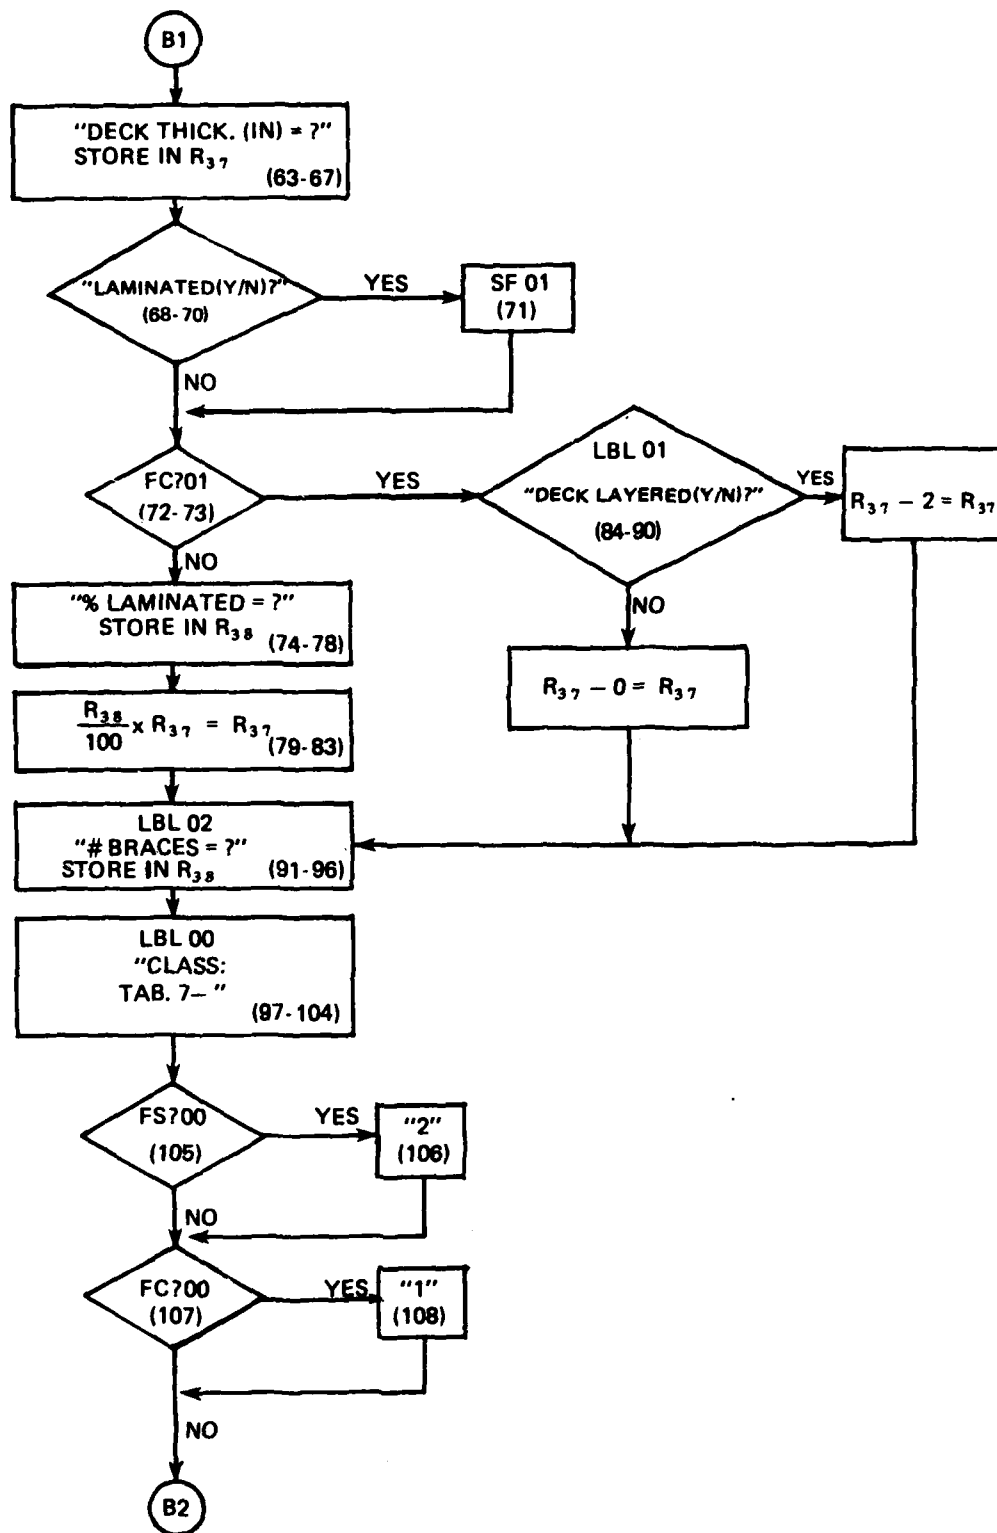 B1
"DECK THICK. (IN) = ?"
STORE IN R₃₇
(63-67)
"LAMINATED(Y/N)?"
(68-70)
YES
SF 01
(71)
NO
FC?01
(72-73)
YES
LBL 01
"DECK LAYERED(Y/N)?"
(84-90)
YES
R₃₇ – 2 = R₃₇
NO
NO
"% LAMINATED = ?"
STORE IN R₃₈
(74-78)
R₃₇ – 0 = R₃₇
R₃₈
100 x R₃₇ = R₃₇
(79-83)
LBL 02
"# BRACES = ?"
STORE IN R₃₈ (91-96)
LBL 00
"CLASS:
TAB. 7– "
(97-104)
FS?00
(105)
YES
"2"
(106)
NO
FC?00
(107)
YES
"1"
(108)
NO
B2